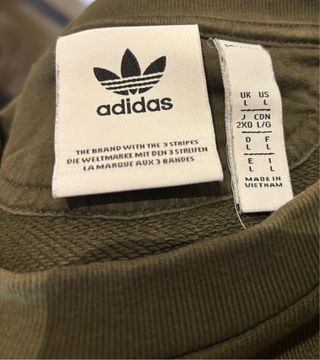 adidas
THE BRAND WITH THE 3 STRIPES
DIE WELTMARKE MIT DEN 3 STREIFEN
LA MARQUE AUX 3 BANDES
UK US
L L
J CDN
2XO L/G
D F
L L
E I
L L
MADE IN
VIETNAM